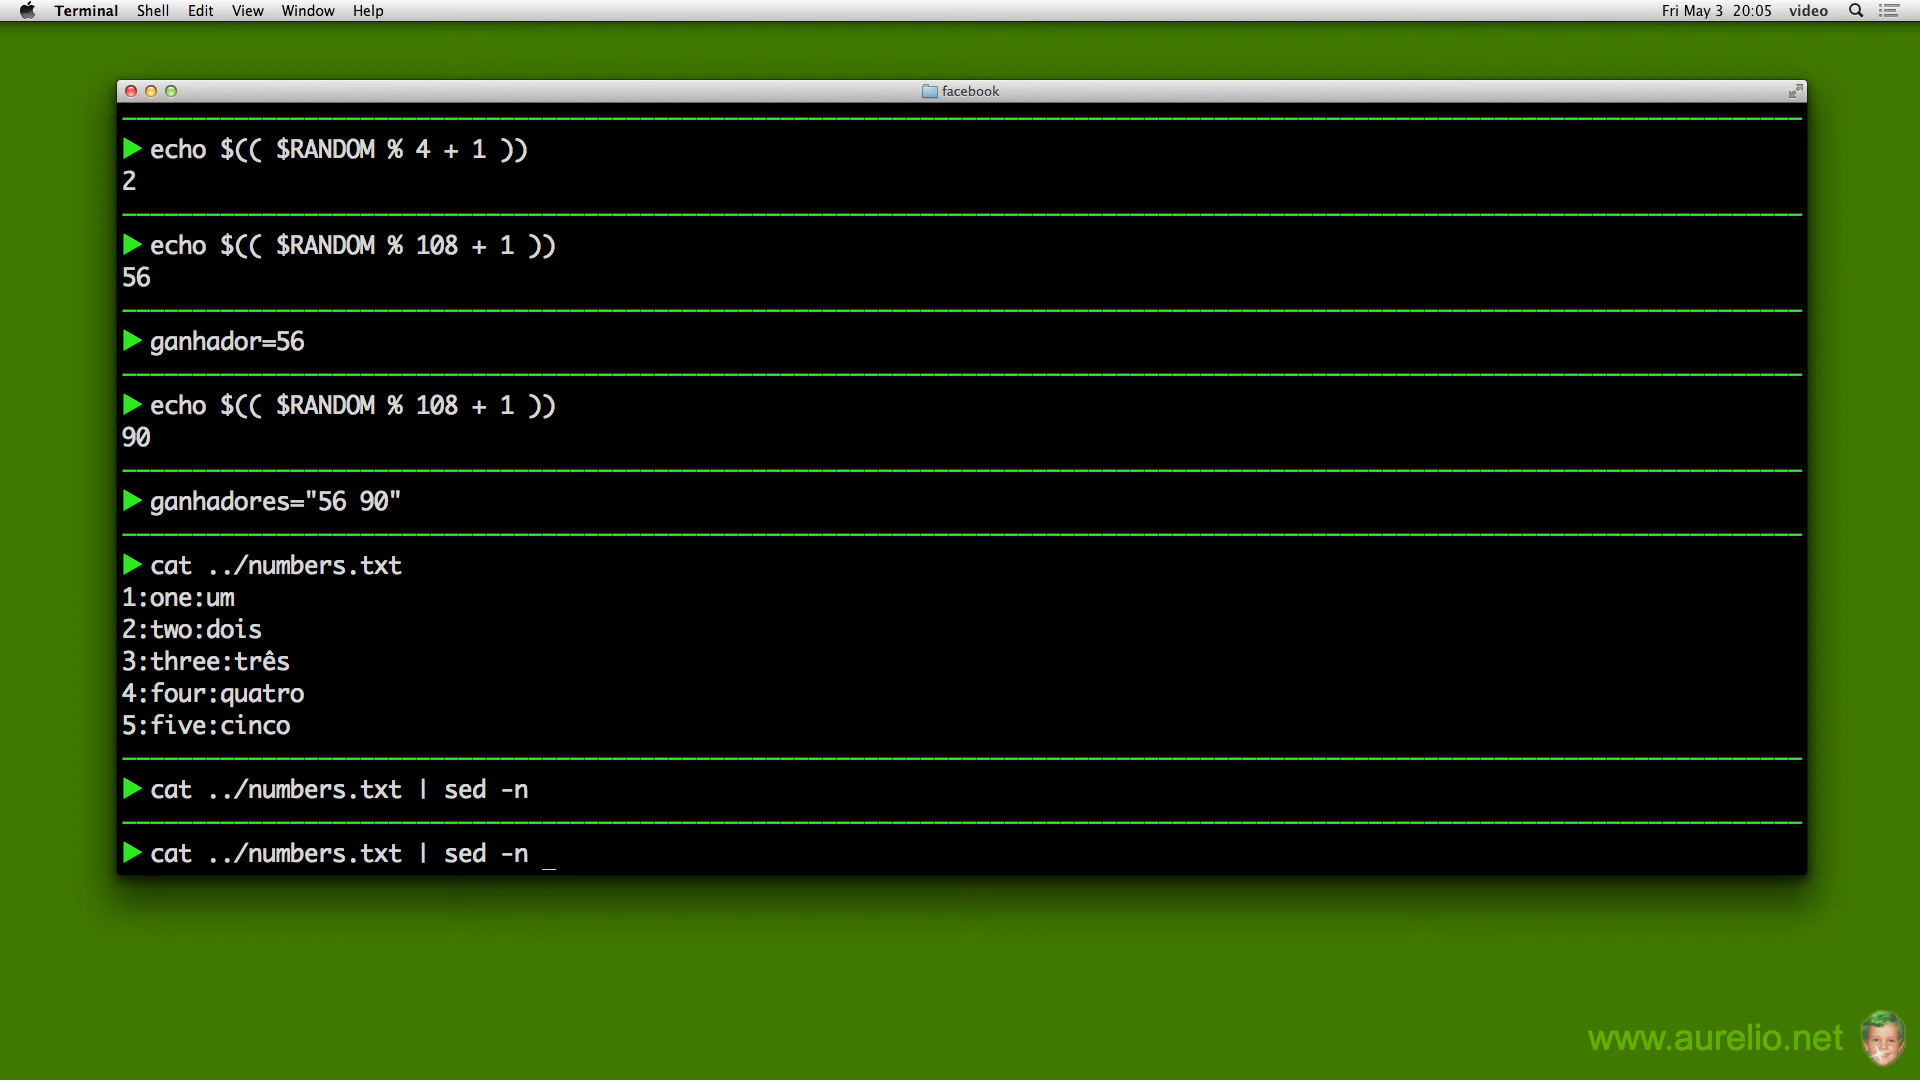 Terminal Shell Edit View Window Help Fri May 3 20:05 video
facebook
echo $(( $RANDOM % 4 + 1 ))
2
echo $(( $RANDOM % 108 + 1 ))
56
ganhador=56
echo $(( $RANDOM % 108 + 1 ))
90
ganhadores="56 90"
cat ../numbers.txt
1:one:um
2:two:dois
3:three:três
4:four:quatro
5:five:cinco
cat ../numbers.txt | sed -n
cat ../numbers.txt | sed -n _
www.aurelio.net